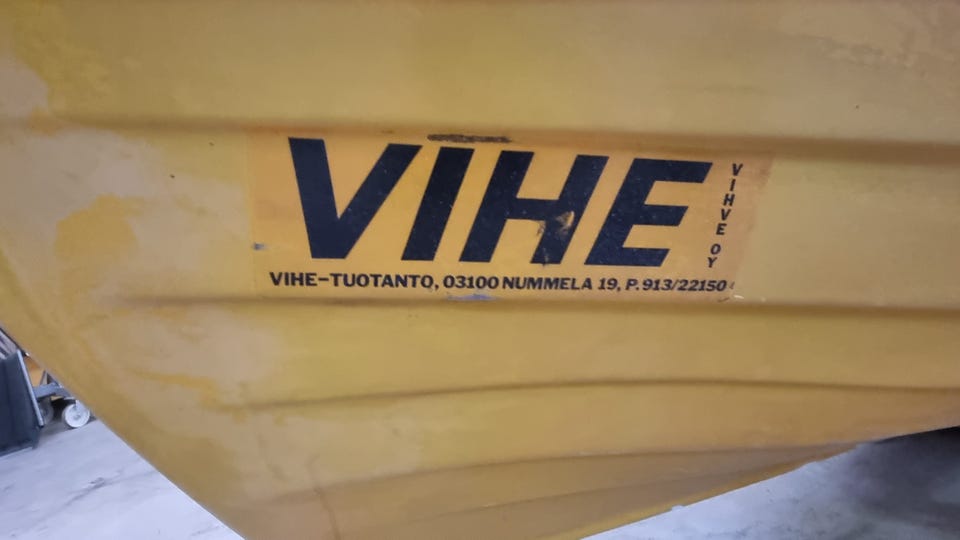 VIHE
VIHVE OY
VIHE-TUOTANTO, 03100 NUMMELA 19, P. 913/22150